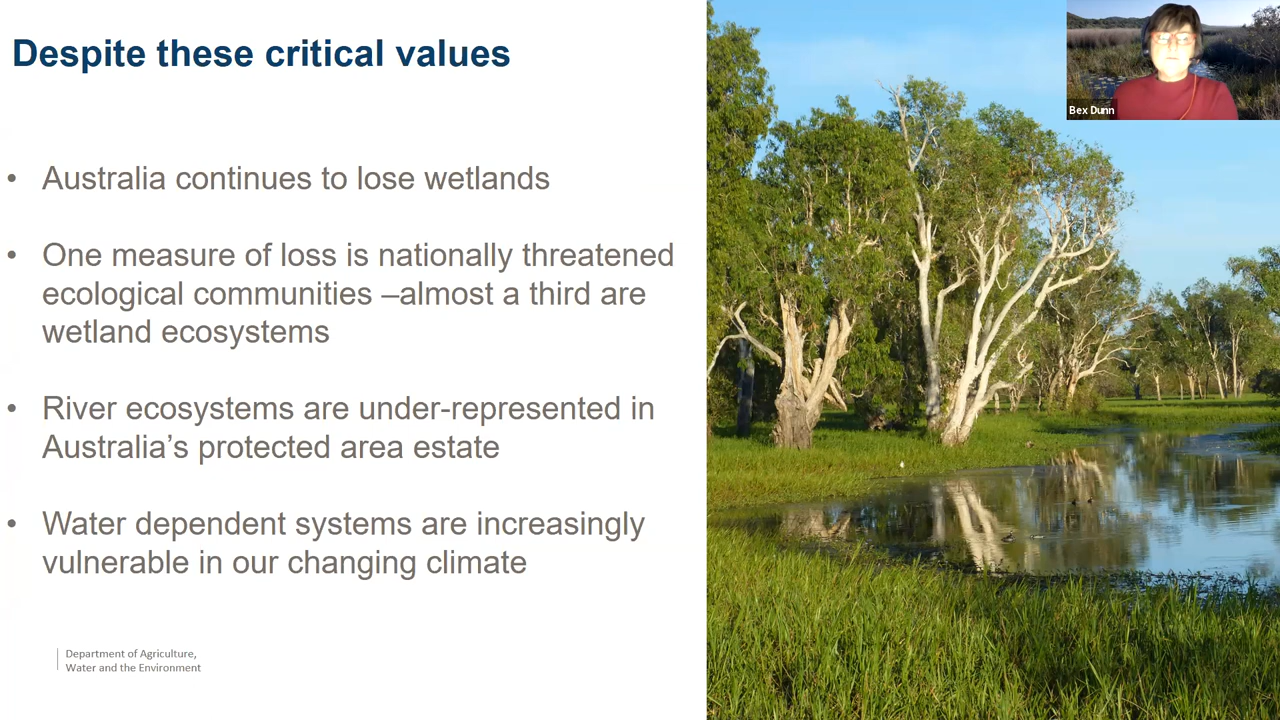 Despite these critical values
Bex Dunn
• Australia continues to lose wetlands
• One measure of loss is nationally threatened
ecological communities –almost a third are
wetland ecosystems
• River ecosystems are under-represented in
Australia’s protected area estate
• Water dependent systems are increasingly
vulnerable in our changing climate
Department of Agriculture,
Water and the Environment